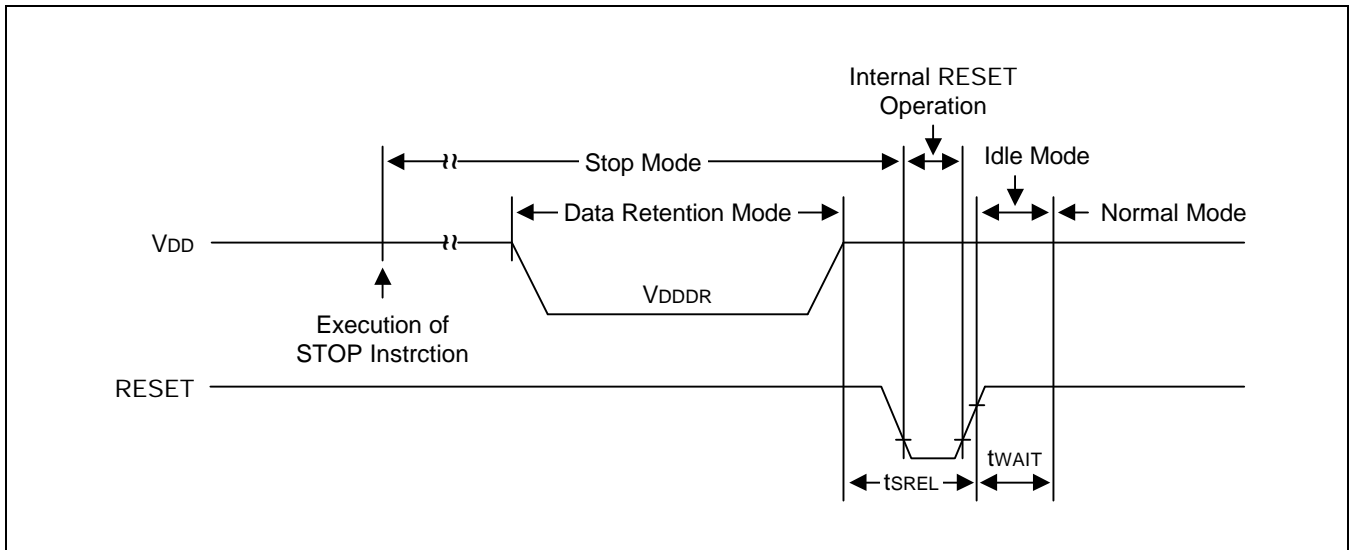 Internal RESET
Operation
Idle Mode
Stop Mode
Data Retention Mode
Normal Mode
VDD
VDDDR
Execution of
STOP Instrction
RESET
tSREL
tWAIT